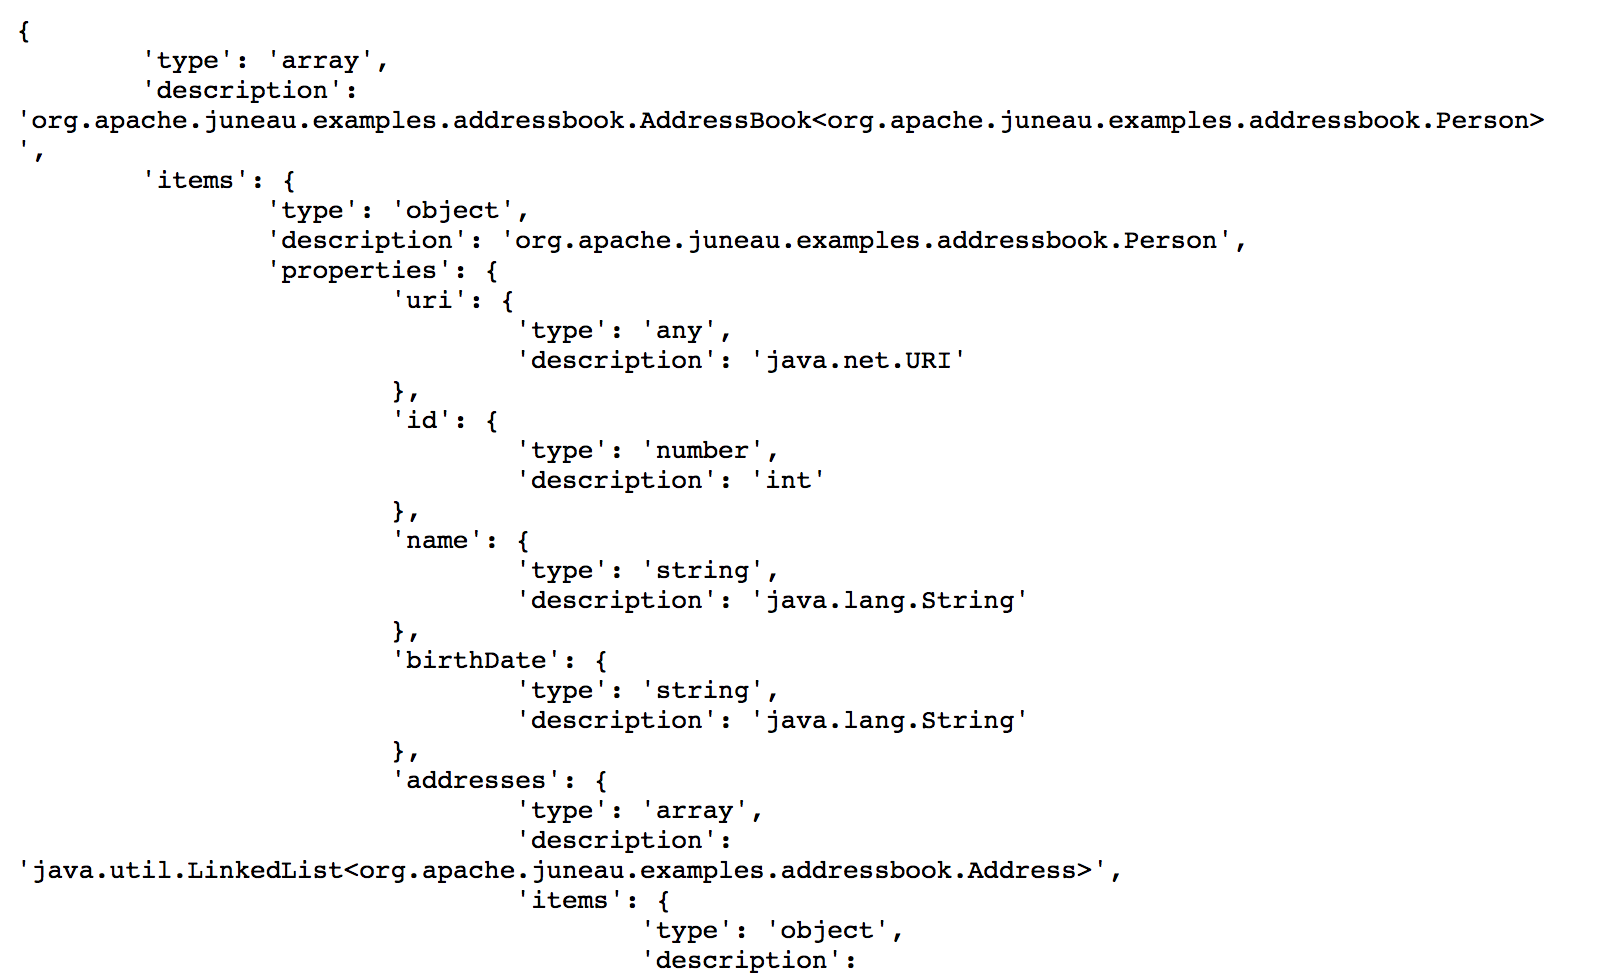 {
'type': 'array',
'description':
'org.apache.juneau.examples.addressbook.AddressBook<org.apache.juneau.examples.addressbook.Person>
',
'items': {
'type': 'object',
'description': 'org.apache.juneau.examples.addressbook.Person',
'properties': {
'uri': {
'type': 'any',
'description': 'java.net.URI'
},
'id': {
'type': 'number',
'description': 'int'
},
'name': {
'type': 'string',
'description': 'java.lang.String'
},
'birthDate': {
'type': 'string',
'description': 'java.lang.String'
},
'addresses': {
'type': 'array',
'description':
'java.util.LinkedList<org.apache.juneau.examples.addressbook.Address>',
'items': {
'type': 'object',
'description':